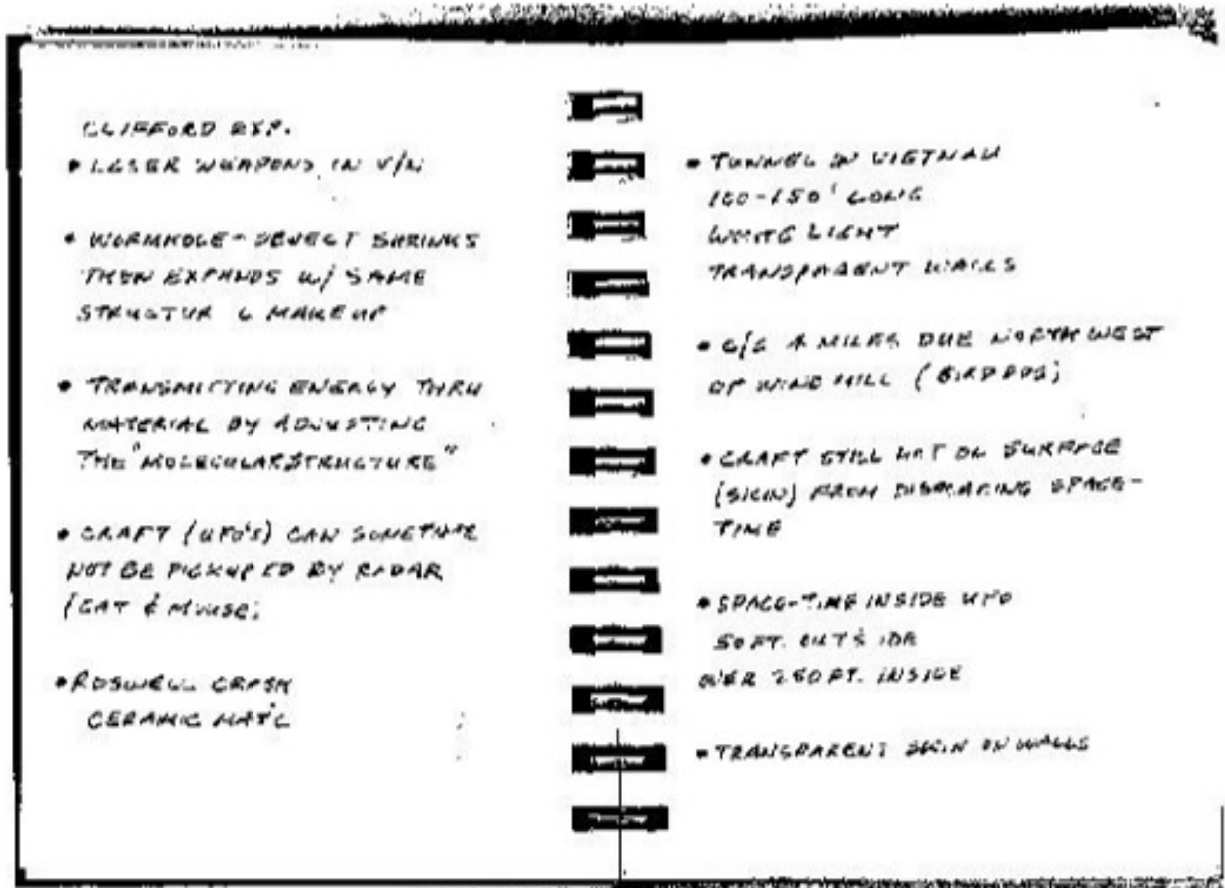 CLIFFORD EXP.
• LASER WEAPONS IN V/N
• WORMHOLE - OBJECT SHRINKS
THEN EXPANDS W/ SAME
STRUCTUR & MAKEUP
• TRANSMITTING ENERGY THRU
MATERIAL BY ADJUSTING
THE "MOLECULAR STRUCTURE"
• CRAFT (UFO'S) CAN SOMETIME
NOT BE PICKUPED BY RADAR
(CAT & MOUSE)
• ROSWELL CRASH
CERAMIC MAT'L
• TUNNEL IN VIETNAM
100-150' LONG
WHITE LIGHT
TRANSPARENT WALLS
• 4 MILES DUE NORTH WEST
OF WIND MILL
• CRAFT STILL HOT ON SURFACE
(SKIN) FROM DISPLACING SPACE-
TIME
• SPACE-TIME INSIDE UFO
50 FT. OUTSIDE
OVER 250 FT. INSIDE
• TRANSPARENT SKIN ON WALLS